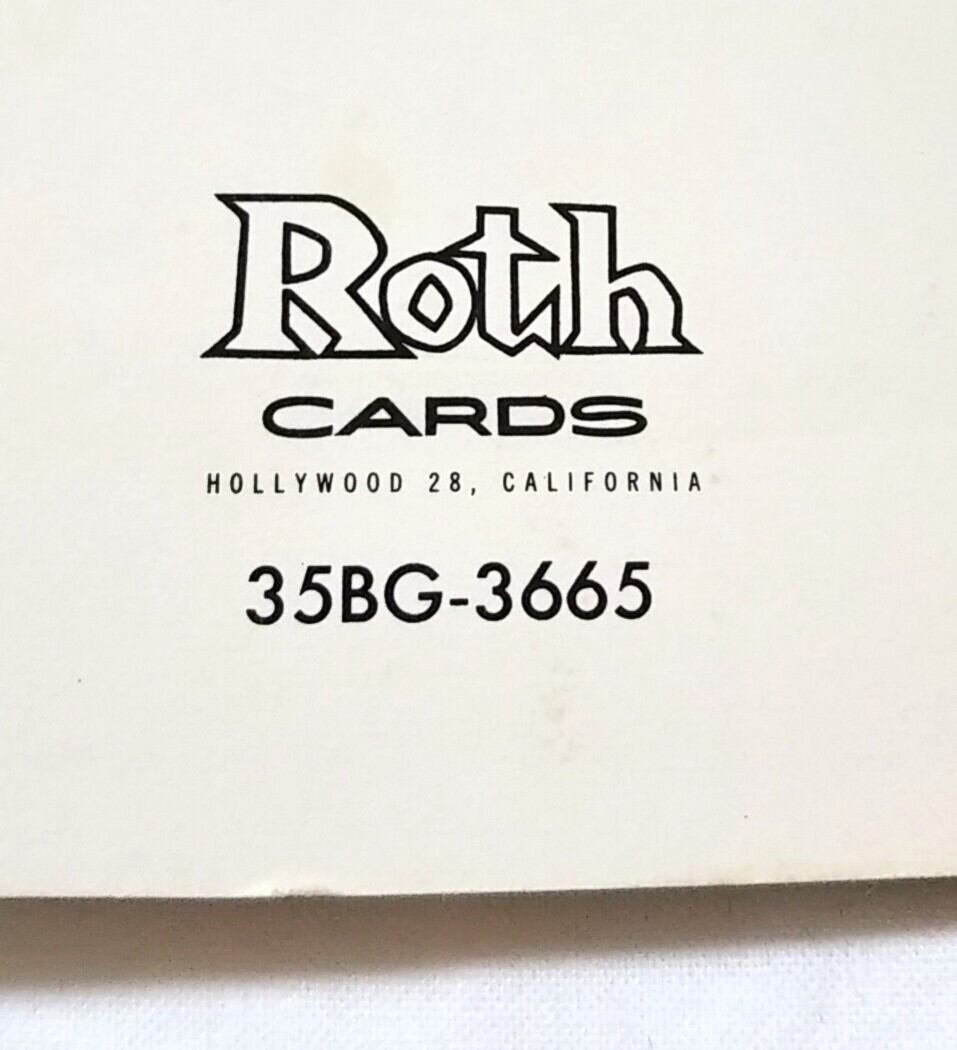 Roth
CARDS
HOLLYWOOD 28, CALIFORNIA
35BG-3665